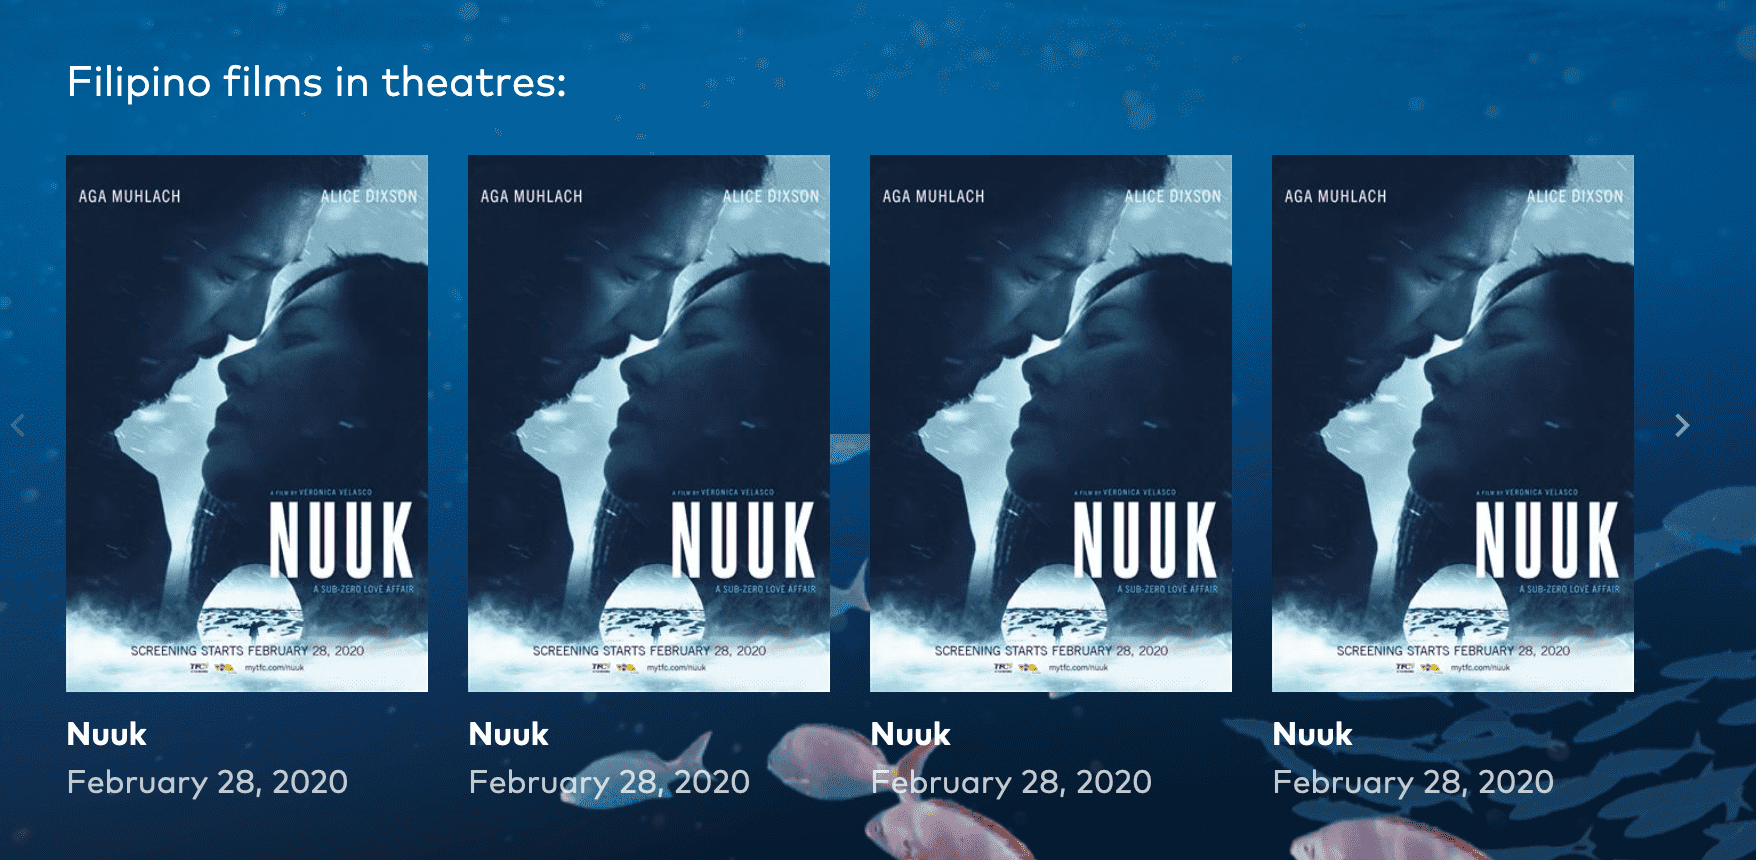 Filipino films in theatres:
AGA MUHLACH ALICE DIXSON
A FILM BY VERONICA VELASCO
NUUK
A SUB-ZERO LOVE AFFAIR
SCREENING STARTS FEBRUARY 28, 2020
TFC mytfc.com/nuuk
Nuuk
February 28, 2020
AGA MUHLACH ALICE DIXSON
A FILM BY VERONICA VELASCO
NUUK
A SUB-ZERO LOVE AFFAIR
SCREENING STARTS FEBRUARY 28, 2020
TFC mytfc.com/nuuk
Nuuk
February 28, 2020
AGA MUHLACH ALICE DIXSON
A FILM BY VERONICA VELASCO
NUUK
A SUB-ZERO LOVE AFFAIR
SCREENING STARTS FEBRUARY 28, 2020
TFC mytfc.com/nuuk
Nuuk
February 28, 2020
AGA MUHLACH ALICE DIXSON
A FILM BY VERONICA VELASCO
NUUK
A SUB-ZERO LOVE AFFAIR
SCREENING STARTS FEBRUARY 28, 2020
TFC mytfc.com/nuuk
Nuuk
February 28, 2020